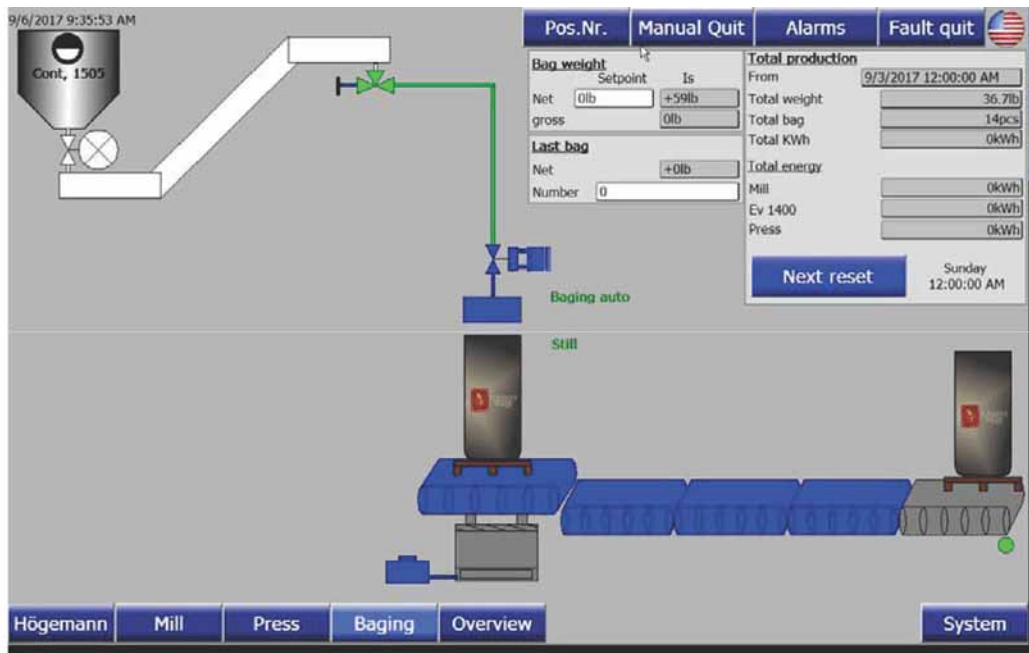 9/6/2017 9:35:53 AM
Pos.Nr. Manual Quit Alarms Fault quit
Cont, 1505
Bag weight
Setpoint Is
Net 0lb +59lb
gross 0lb
Last bag
Net +0lb
Number 0
Total production
From 9/3/2017 12:00:00 AM
Total weight 36.7lb
Total bag 14pcs
Total KWh 0kWh
Total energy
Mill 0kWh
Ev 1400 0kWh
Press 0kWh
Next reset Sunday
12:00:00 AM
Baging auto
Still
Högemann Mill Press Baging Overview System